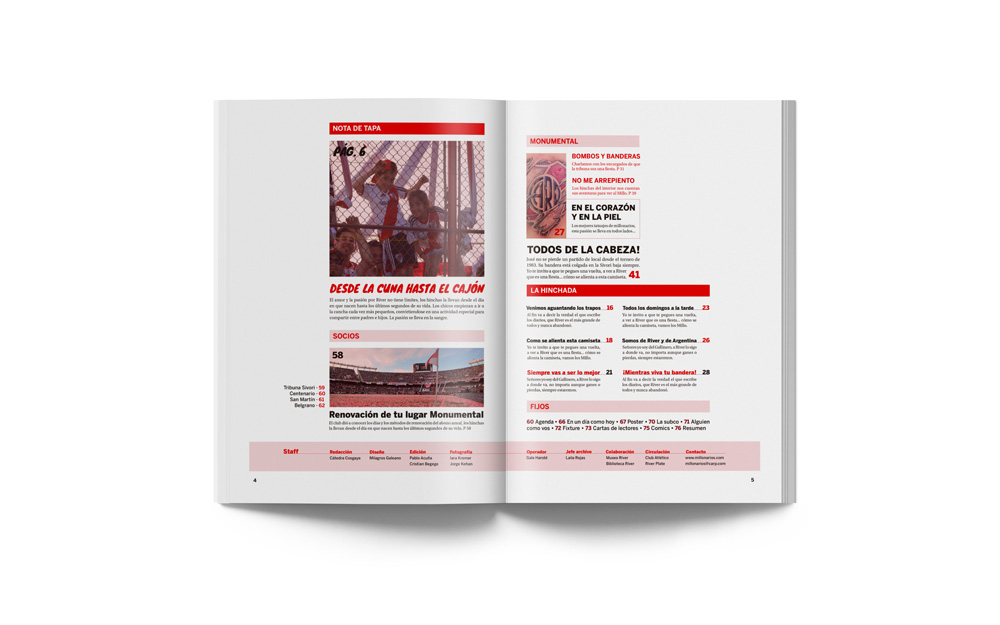 NOTA DE TAPA
PÁG. 6
DESDE LA CUNA HASTA EL CAJÓN
El amor y la pasión por River no tiene límites, los hinchas la llevan desde el día
en que nacen hasta los últimos segundos de su vida. Los chicos empiezan a ir a
la cancha cada vez más pequeños, convirtiéndose en una actividad especial para
compartir entre padres e hijos. La pasión se lleva en la sangre.
SOCIOS
58
Tribuna Sívori · 59
Centenario · 60
San Martín · 61
Belgrano · 62
Renovación de tu lugar Monumental
El club dió a conocer los días y los métodos de renovación del abono anual, los hinchas
la llevan desde el día en que nacen hasta los últimos segundos de su vida. P 58
MONUMENTAL
27
BOMBOS Y BANDERAS
Charlamos con los encargados de que
la tribuna sea una fiesta. P 21
NO ME ARREPIENTO
Los hinchas del interior nos cuentan
sus aventuras para ver al Millo. P 39
EN EL CORAZÓN
Y EN LA PIEL
Los mejores tatuajes de millonarios,
esta pasión se lleva en todos lados...
TODOS DE LA CABEZA!
José no se pierde un partido de local desde el torneo de
1983. Su bandera está colgada en la Sívori baja siempre.
Yo te invito a que te pegues una vuelta, a ver a River
que es una fiesta... cómo se alienta a esta camiseta. 41
LA HINCHADA
Venimos aguantando los trapos 16
Al fin va a decir la verdad el que escribe
los diarios, que River es el más grande de
todos y nunca abandonó.
Todos los domingos a la tarde 23
Yo te invito a que te pegues una vuelta,
a ver a River que es una fiesta... cómo se
alienta la camiseta, vamos los Millo.
Como se alienta esta camiseta 18
Yo te invito a que te pegues una vuelta,
a ver a River que es una fiesta... cómo se
alienta la camiseta, vamos los Millo.
Somos de River y de Argentina 26
Señores yo soy del Gallinero, a River lo sigo
a donde va, no importa aunque ganes o
pierdas, siempre estaremos.
Siempre vas a ser lo mejor 21
Señores yo soy del Gallinero, a River lo sigo
a donde va, no importa aunque ganes o
pierdas, siempre estaremos.
¡Mientras viva tu bandera! 28
Al fin va a decir la verdad el que escribe
los diarios, que River es el más grande de
todos y nunca abandonó.
FIJOS
60 Agenda · 66 En un día como hoy · 67 Poster · 70 La subco · 71 Alguien
como vos · 72 Fixture · 73 Cartas de lectores · 75 Comics · 76 Resumen
Staff
Redacción
Cátedra Cosgaya
Diseño
Milagros Galeano
Edición
Pablo Acuña
Cristian Begega
Fotografía
Jorge Ketsan
Operador
Galo Harold
Jefe archivo
Laila Rojas
Colaboración
Museo River
Biblioteca River
Circulación
Club Atlético
River Plate
Contacto
www.millonarios.com
millonarios@carp.com
4
5